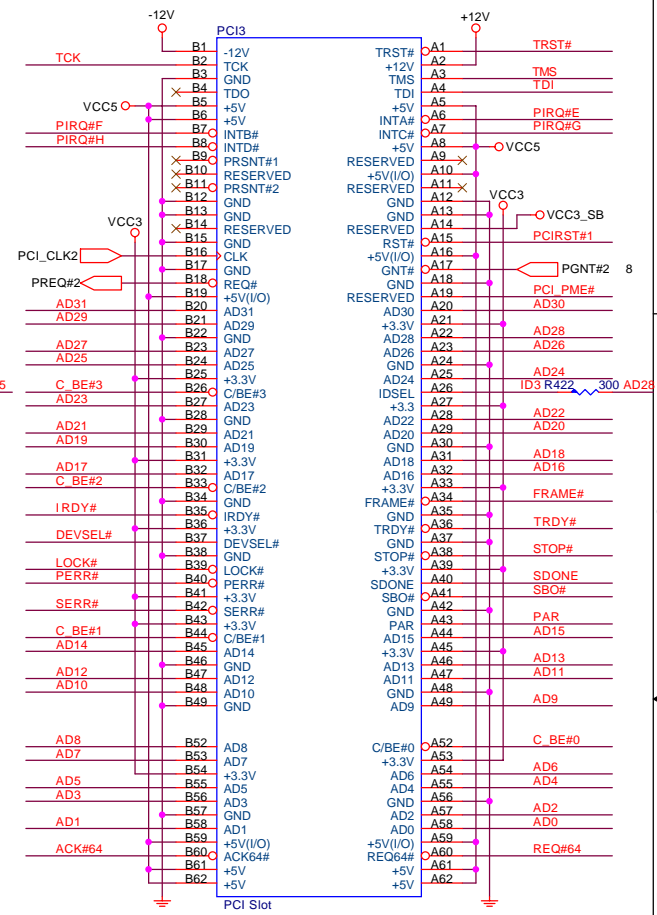 -12V +12V
PCI3
B1 -12V TRST# A1 TRST#
TCK B2 TCK +12V A2
B3 GND TMS A3 TMS
B4 TDO TDI A4 TDI
VCC5 B5 +5V +5V A5
B6 +5V INTA# A6 PIRQ#E
PIRQ#F B7 INTB# INTC# A7 PIRQ#G
PIRQ#H B8 INTD# +5V A8 VCC5
B9 PRSNT#1 RESERVED A9
B10 RESERVED +5V(I/O) A10
B11 PRSNT#2 RESERVED A11
VCC3
B12 GND GND A12
B13 GND GND A13
VCC3 B14 RESERVED RESERVED A14 VCC3_SB
B15 GND RST# A15 PCIRST#1
PCI_CLK2 B16 CLK +5V(I/O) A16
B17 GND GNT# A17 PGNT#2 8
PREQ#2 B18 REQ# GND A18
B19 +5V(I/O) RESERVED A19 PCI_PME#
AD31 B20 AD31 AD30 A20 AD30
AD29 B21 AD29 +3.3V A21
B22 GND AD28 A22 AD28
AD27 B23 AD27 AD26 A23 AD26
AD25 B24 AD25 GND A24
B25 +3.3V AD24 A25 AD24
5 C_BE#3 B26 C/BE#3 IDSEL A26 ID3 R422 300 AD28
AD23 B27 AD23 +3.3 A27
B28 GND AD22 A28 AD22
AD21 B29 AD21 AD20 A29 AD20
AD19 B30 AD19 GND A30
B31 +3.3V AD18 A31 AD18
AD17 B32 AD17 AD16 A32 AD16
C_BE#2 B33 C/BE#2 +3.3V A33
B34 GND FRAME# A34 FRAME#
IRDY# B35 IRDY# GND A35
B36 +3.3V TRDY# A36 TRDY#
DEVSEL# B37 DEVSEL# GND A37
B38 GND STOP# A38 STOP#
LOCK# B39 LOCK# +3.3V A39
PERR# B40 PERR# SDONE A40 SDONE
B41 +3.3V SBO# A41 SBO#
SERR# B42 SERR# GND A42
B43 +3.3V PAR A43 PAR
C_BE#1 B44 C/BE#1 AD15 A44 AD15
AD14 B45 AD14 +3.3V A45
B46 GND AD13 A46 AD13
AD12 B47 AD12 AD11 A47 AD11
AD10 B48 AD10 GND A48
B49 GND AD9 A49 AD9
AD8 B52 AD8 C/BE#0 A52 C_BE#0
AD7 B53 AD7 +3.3V A53
B54 +3.3V AD6 A54 AD6
AD5 B55 AD5 AD4 A55 AD4
AD3 B56 AD3 GND A56
B57 GND AD2 A57 AD2
AD1 B58 AD1 AD0 A58 AD0
B59 +5V(I/O) +5V(I/O) A59
ACK#64 B60 ACK64# REQ64# A60 REQ#64
B61 +5V +5V A61
B62 +5V +5V A62
PCI Slot